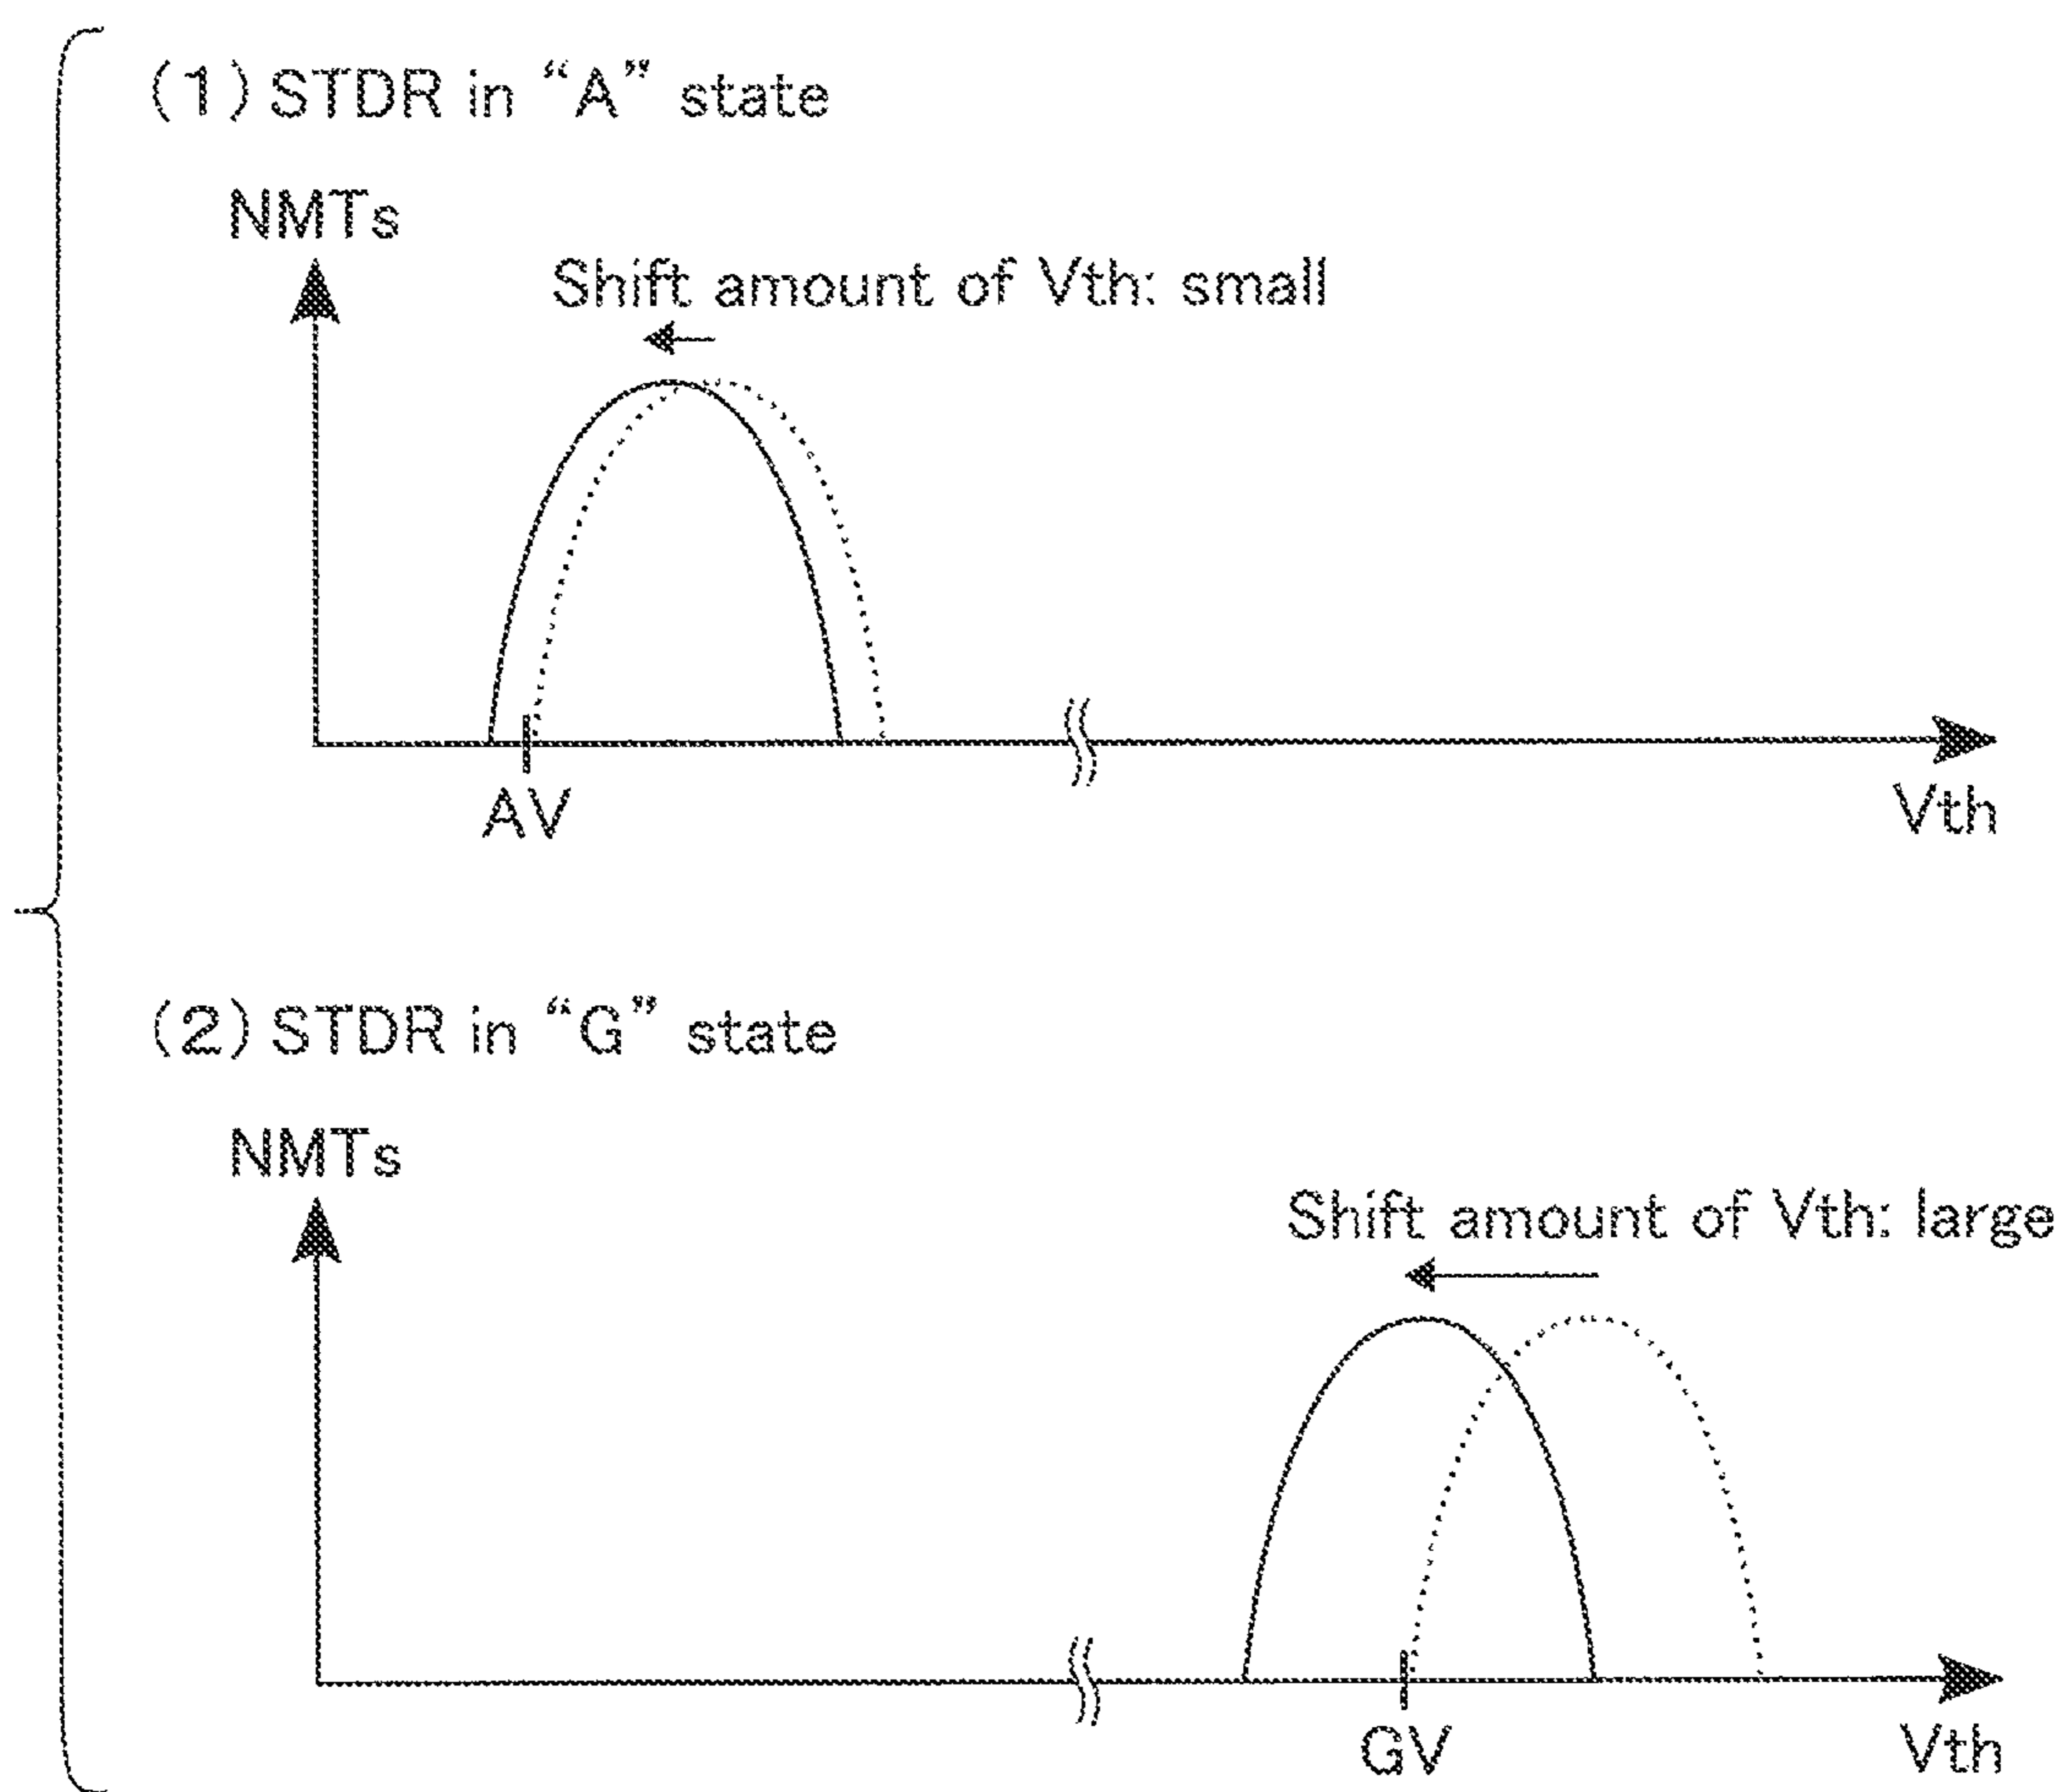 (1) STDR in “A” state
NMTs
Shift amount of Vth: small
AV
Vth
(2) STDR in “G” state
NMTs
Shift amount of Vth: large
GV
Vth